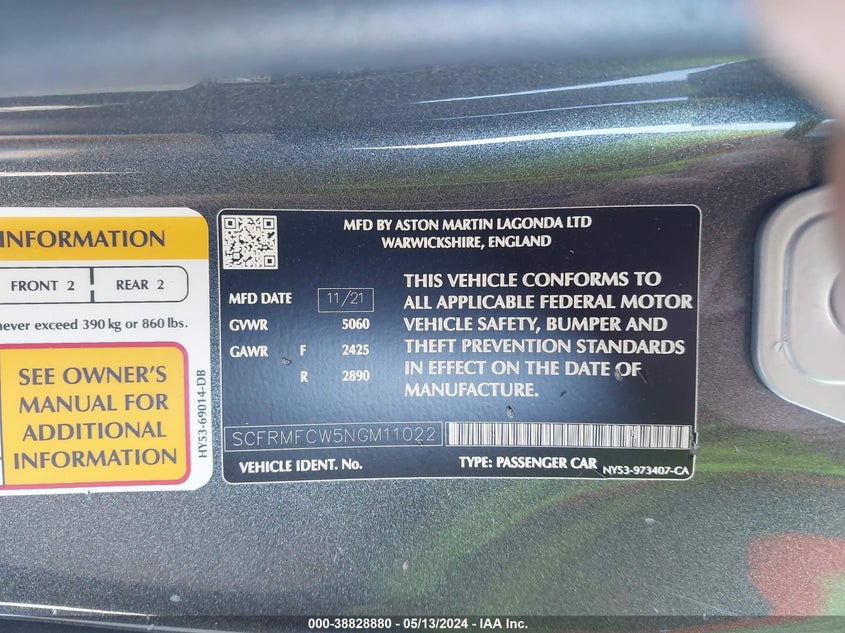 INFORMATION
FRONT 2 REAR 2
never exceed 390 kg or 860 lbs.
SEE OWNER'S
MANUAL FOR
ADDITIONAL
INFORMATION
HY53-69014-DB
MFD BY ASTON MARTIN LAGONDA LTD
WARWICKSHIRE, ENGLAND
MFD DATE 11/21
GVWR 5060
GAWR F 2425
R 2890
THIS VEHICLE CONFORMS TO
ALL APPLICABLE FEDERAL MOTOR
VEHICLE SAFETY, BUMPER AND
THEFT PREVENTION STANDARDS
IN EFFECT ON THE DATE OF
MANUFACTURE.
SCFRMFCW5NGM11022
VEHICLE IDENT. No. TYPE: PASSENGER CAR NY53-973407-CA
000-38828880 - 05/13/2024 - IAA Inc.